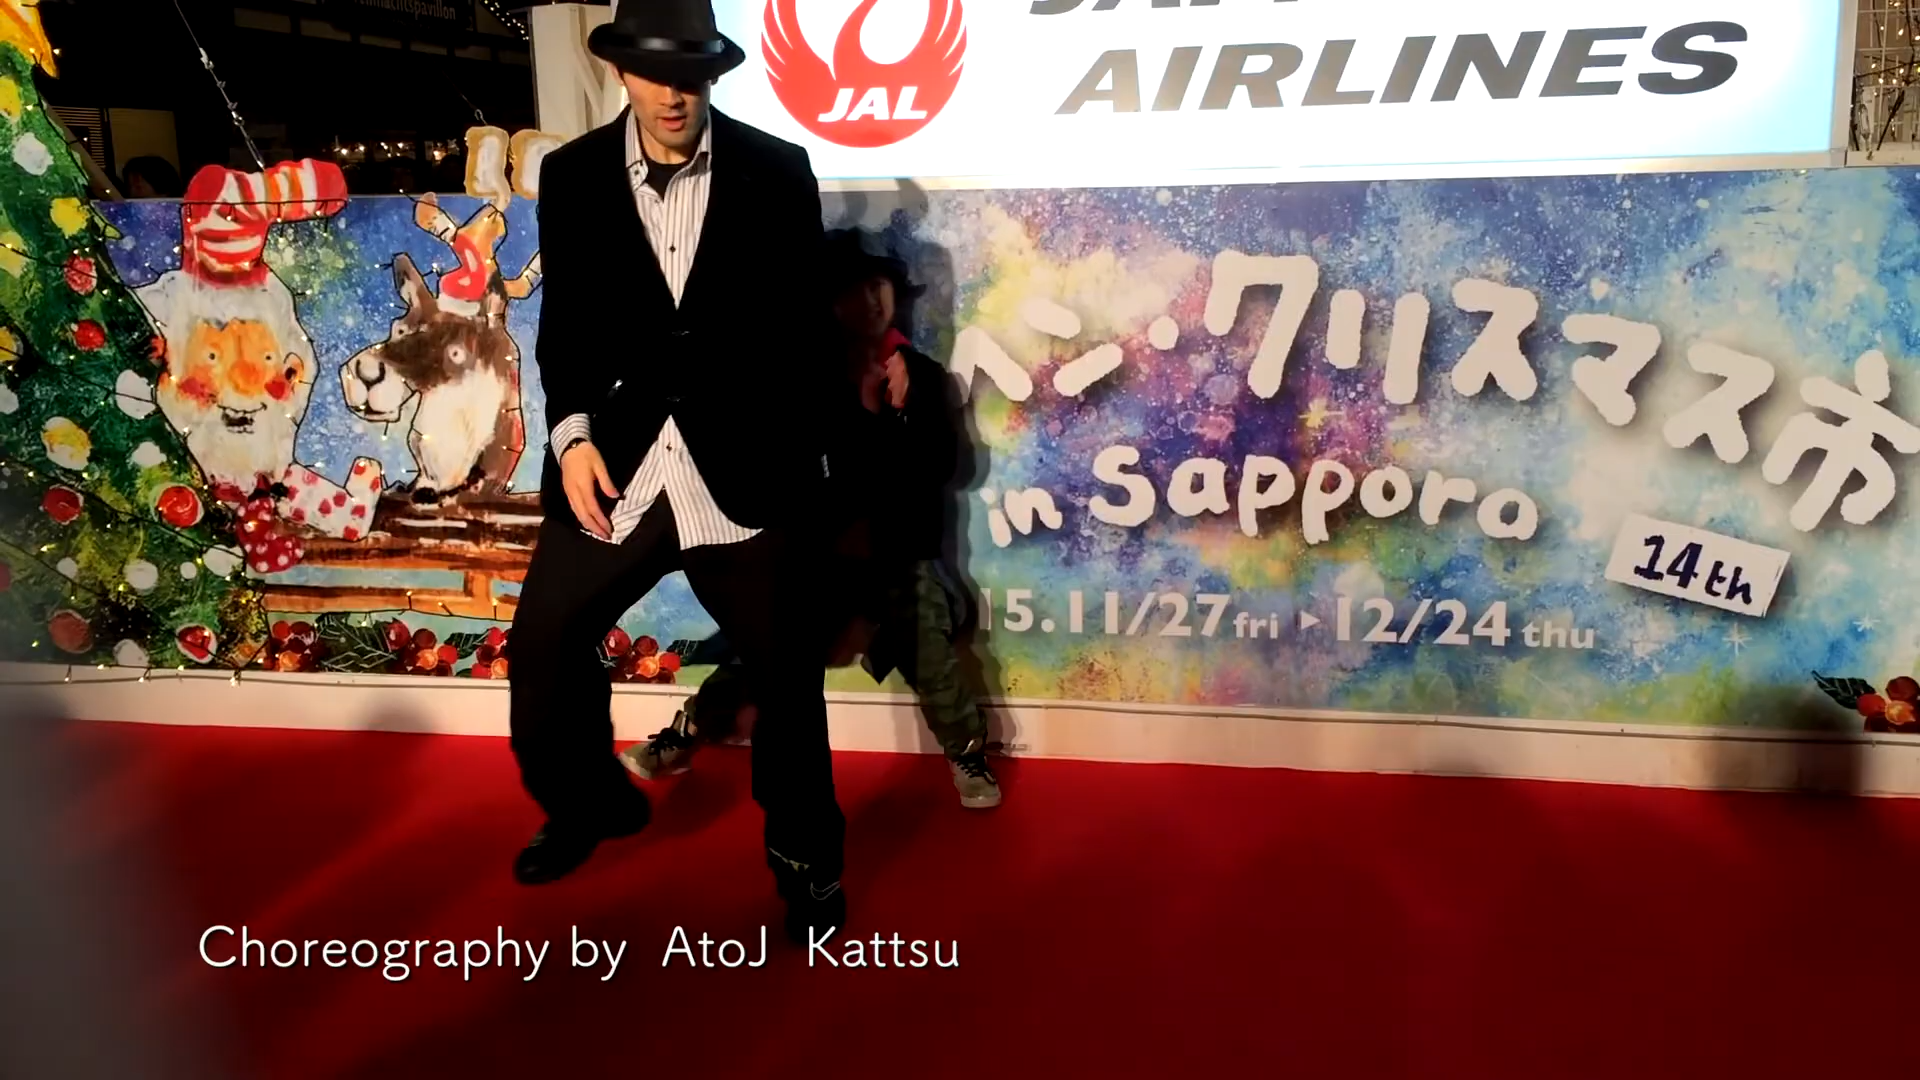 JAL
AIRLINES
ヘン・クリスマス市
in Sapporo
14th
15.11/27 fri ▸ 12/24 thu
Choreography by AtoJ Kattsu